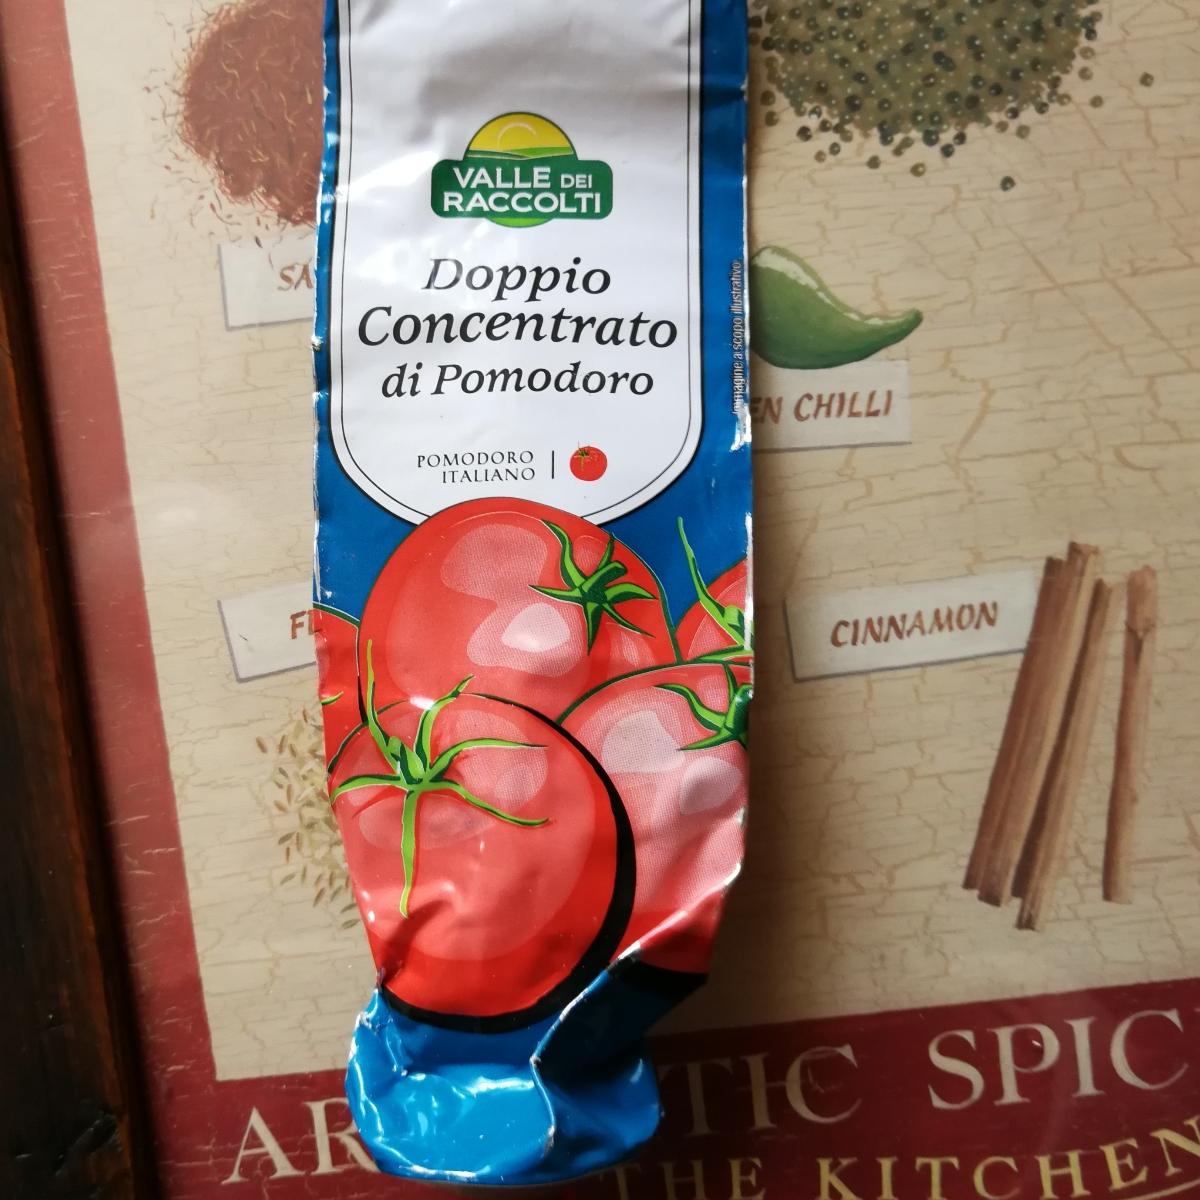 VALLE DEI
RACCOLTI
Doppio
Concentrato
di Pomodoro
POMODORO
ITALIANO
Immagine a scopo illustrativo
CHILLI
CINNAMON
SPIC
THE KITCHEN